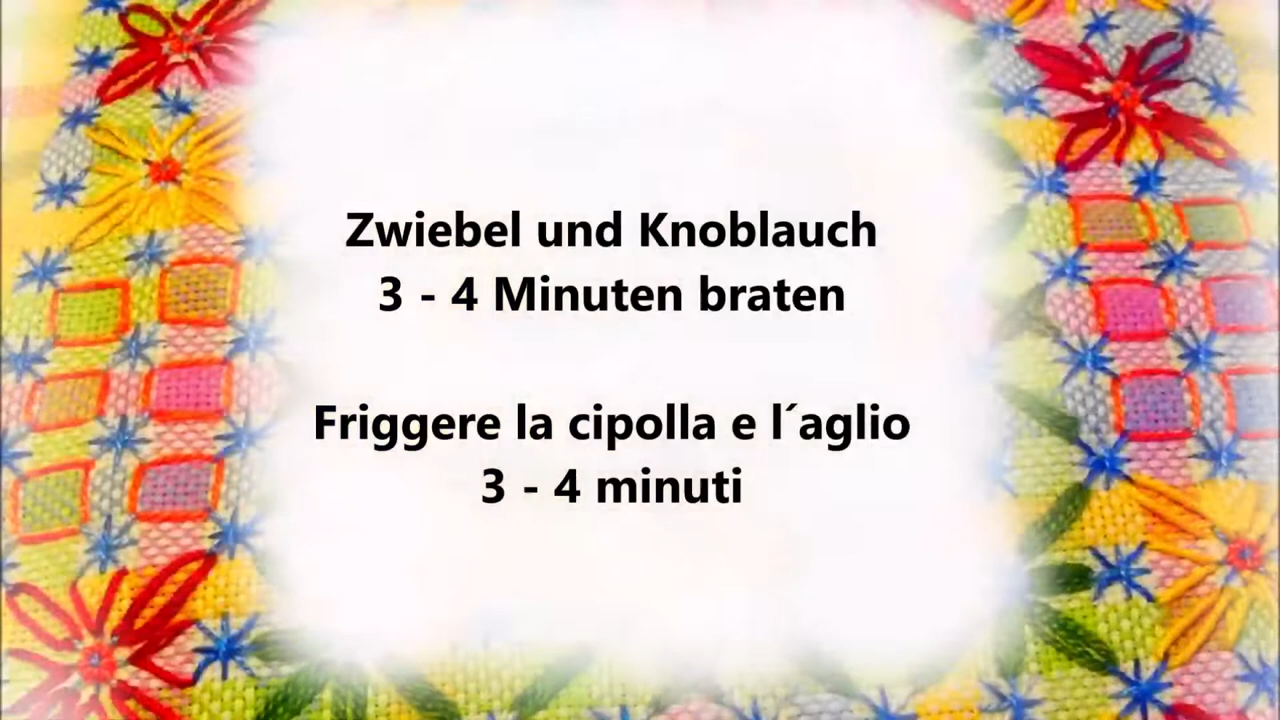 Zwiebel und Knoblauch
3 - 4 Minuten braten
Friggere la cipolla e l´aglio
3 - 4 minuti